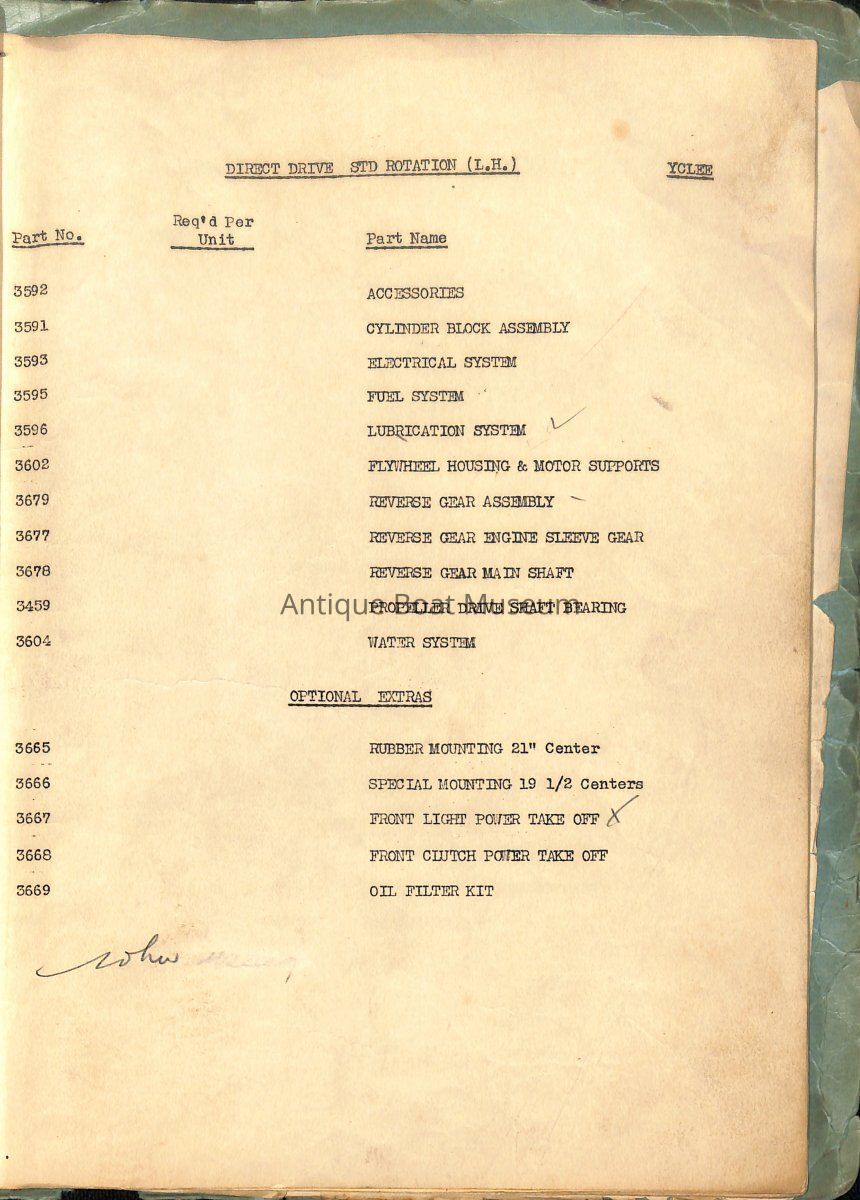 DIRECT DRIVE STD ROTATION (L.H.) YCLEE
Req'd Per
Part No. Unit Part Name
3592 ACCESSORIES
3591 CYLINDER BLOCK ASSEMBLY
3593 ELECTRICAL SYSTEM
3595 FUEL SYSTEM
3596 LUBRICATION SYSTEM ✓
3602 FLYWHEEL HOUSING & MOTOR SUPPORTS
3679 REVERSE GEAR ASSEMBLY
3677 REVERSE GEAR ENGINE SLEEVE GEAR
3678 REVERSE GEAR MAIN SHAFT
3459 PROPELLER DRIVE SHAFT BEARING
Antique Boat Museum
3604 WATER SYSTEM
OPTIONAL EXTRAS
3665 RUBBER MOUNTING 21" Center
3666 SPECIAL MOUNTING 19 1/2 Centers
3667 FRONT LIGHT POWER TAKE OFF X
3668 FRONT CLUTCH POWER TAKE OFF
3669 OIL FILTER KIT
John